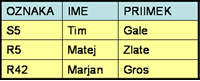 OZNAKA IME PRIIMEK
S5 Tim Gale
R5 Matej Zlate
R42 Marjan Gros